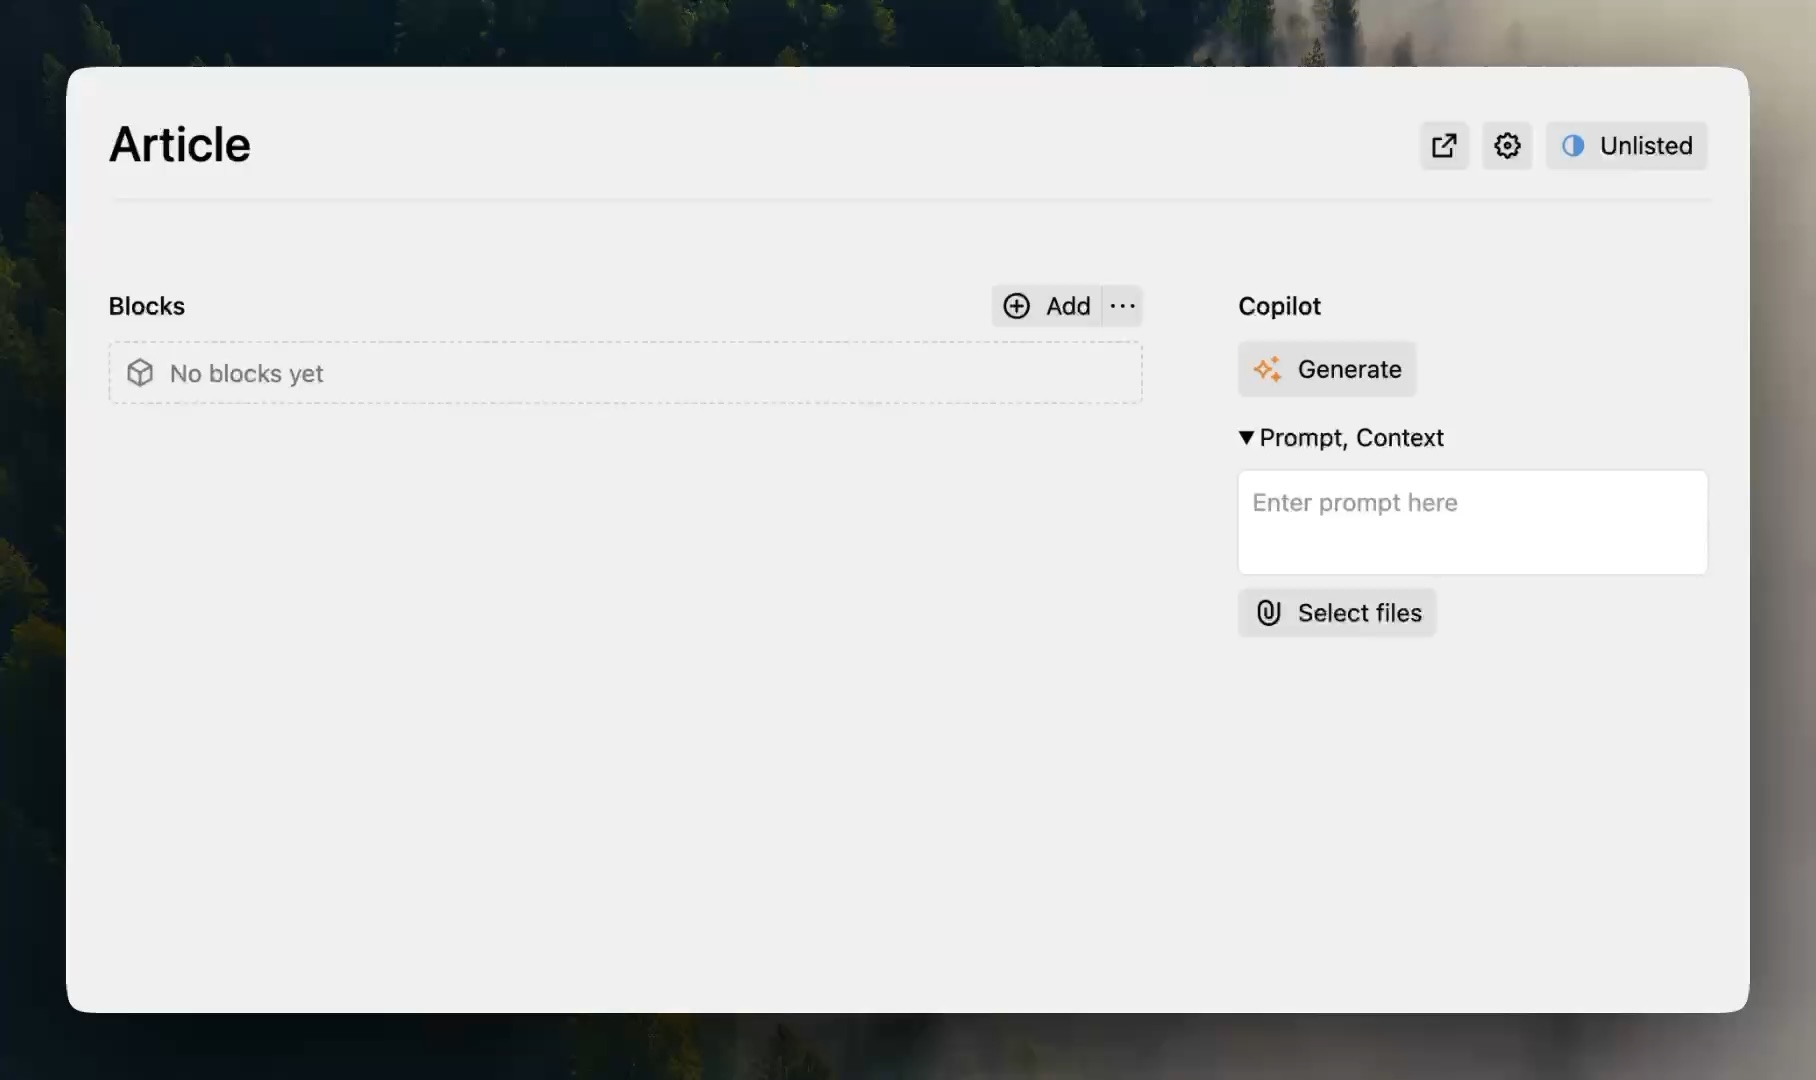 Article
Unlisted
Blocks
Add
No blocks yet
Copilot
Generate
Prompt, Context
Enter prompt here
Select files